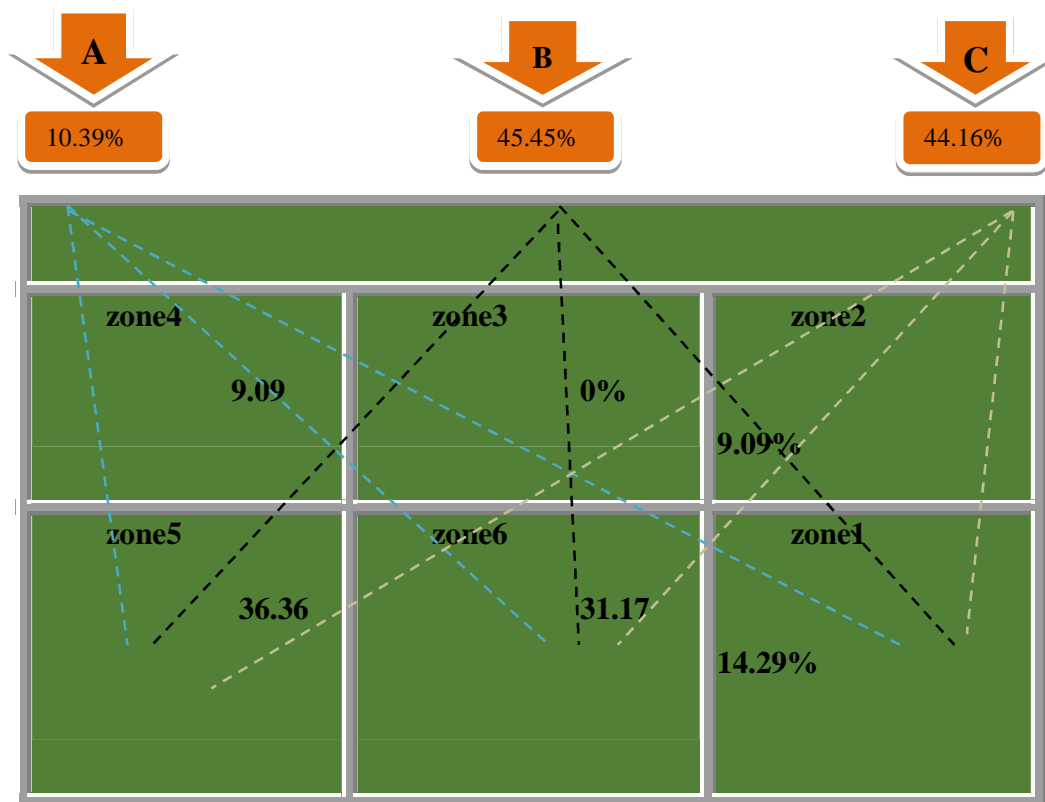 A
B
C
10.39%
45.45%
44.16%
zone4
zone3
zone2
9.09
0%
9.09%
zone5
zone6
zone1
36.36
31.17
14.29%